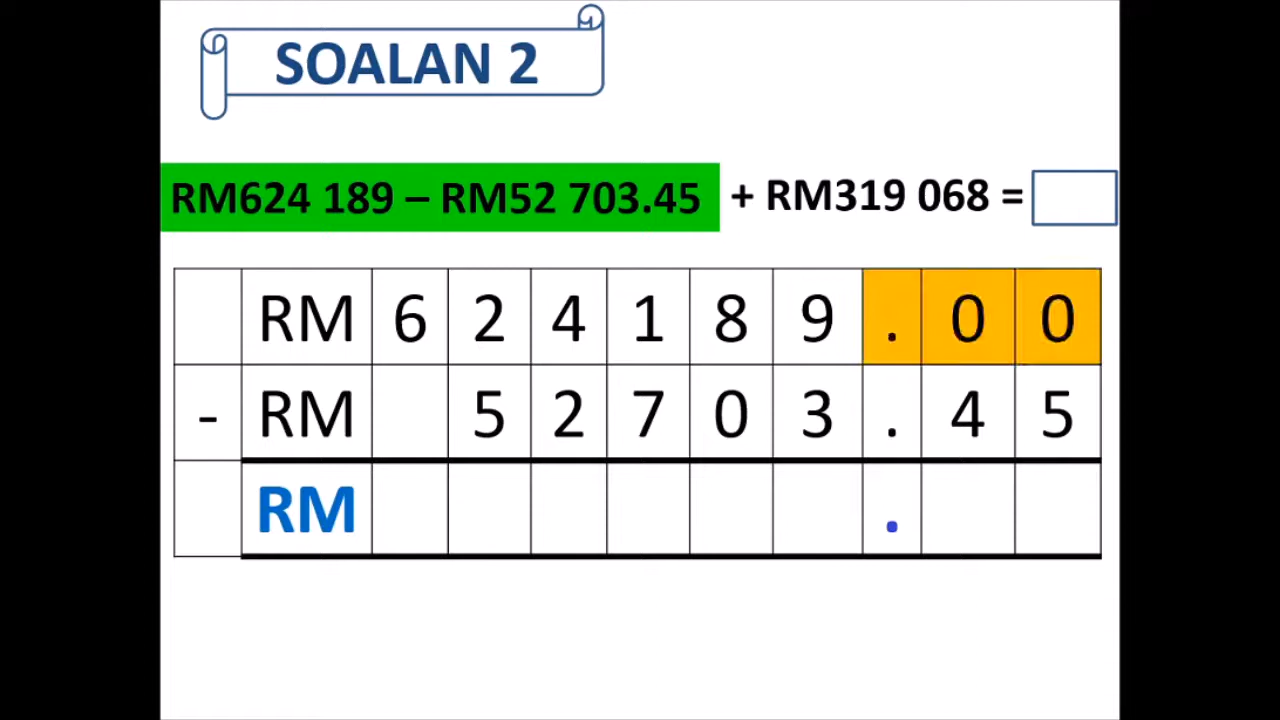 SOALAN 2
RM624 189 – RM52 703.45 + RM319 068 =
RM 6 2 4 1 8 9 . 0 0
- RM 5 2 7 0 3 . 4 5
RM .